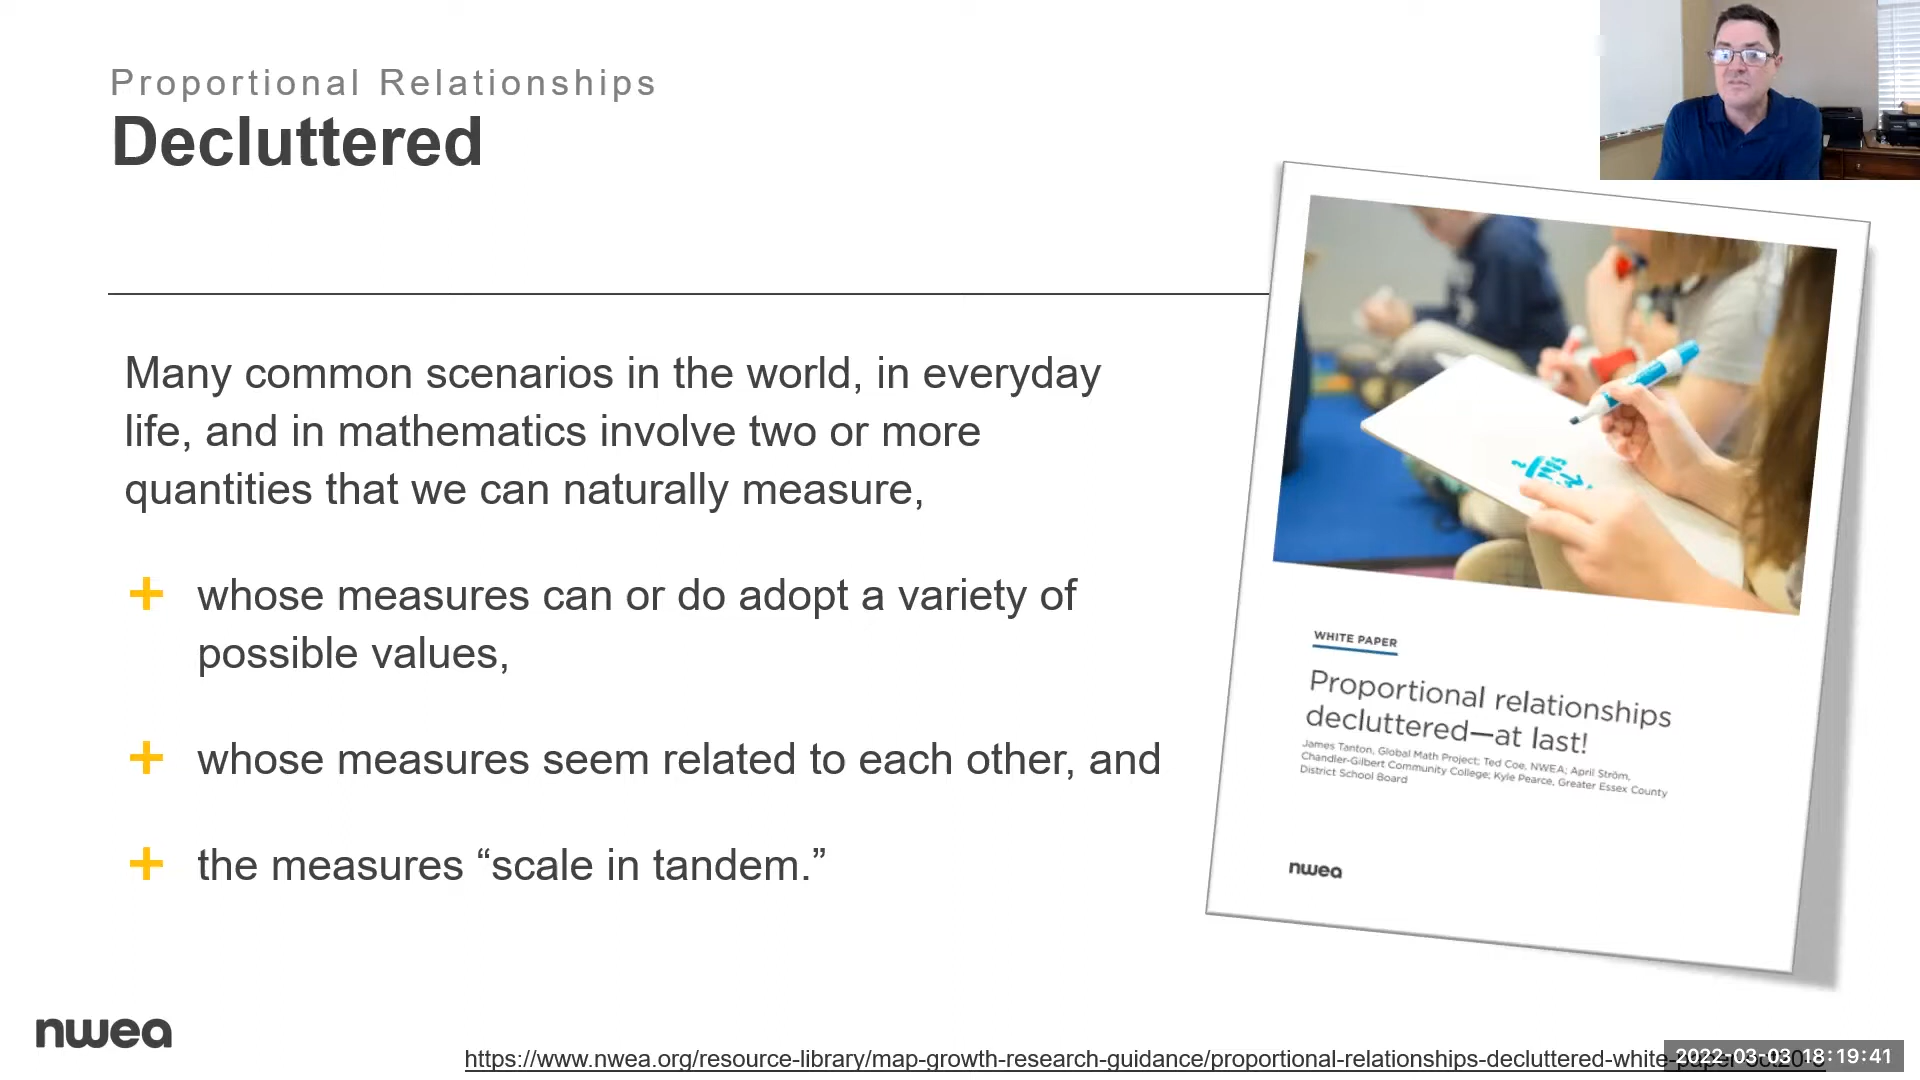 Proportional Relationships
Decluttered
Many common scenarios in the world, in everyday
life, and in mathematics involve two or more
quantities that we can naturally measure,
+ whose measures can or do adopt a variety of
possible values,
+ whose measures seem related to each other, and
+ the measures “scale in tandem.”
WHITE PAPER
Proportional relationships
decluttered—at last!
James Tanton, Global Math Project; Ted Coe, NWEA; April Ström,
Chandler-Gilbert Community College; Kyle Pearce, Greater Essex County
District School Board
nwea
nwea
https://www.nwea.org/resource-library/map-growth-research-guidance/proportional-relationships-decluttered-white-
2022-03-03 18:19:41